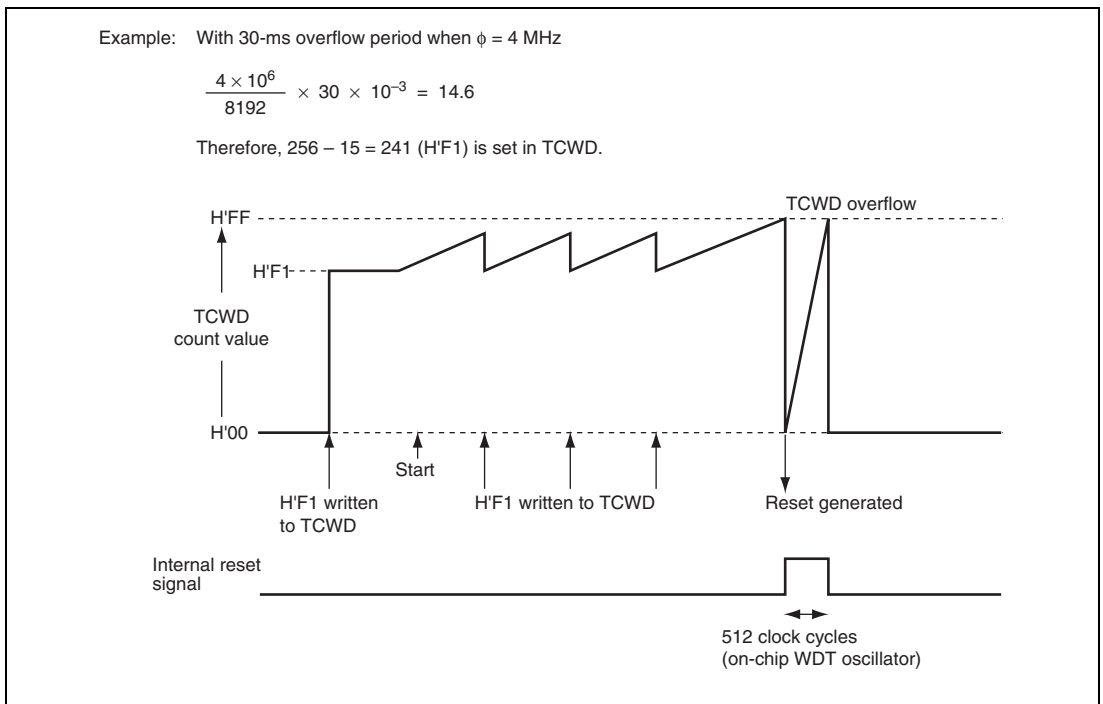 Example: With 30-ms overflow period when φ = 4 MHz
4 × 10⁶
8192
× 30 × 10⁻³ = 14.6
Therefore, 256 – 15 = 241 (H'F1) is set in TCWD.
TCWD overflow
H'FF
H'F1
TCWD
count value
H'00
Start
H'F1 written
to TCWD
H'F1 written to TCWD
Reset generated
Internal reset
signal
512 clock cycles
(on-chip WDT oscillator)